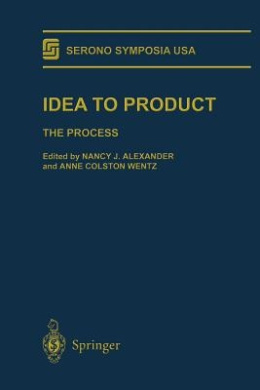 SERONO SYMPOSIA USA
IDEA TO PRODUCT
THE PROCESS
Edited by NANCY J. ALEXANDER
and ANNE COLSTON WENTZ
Springer